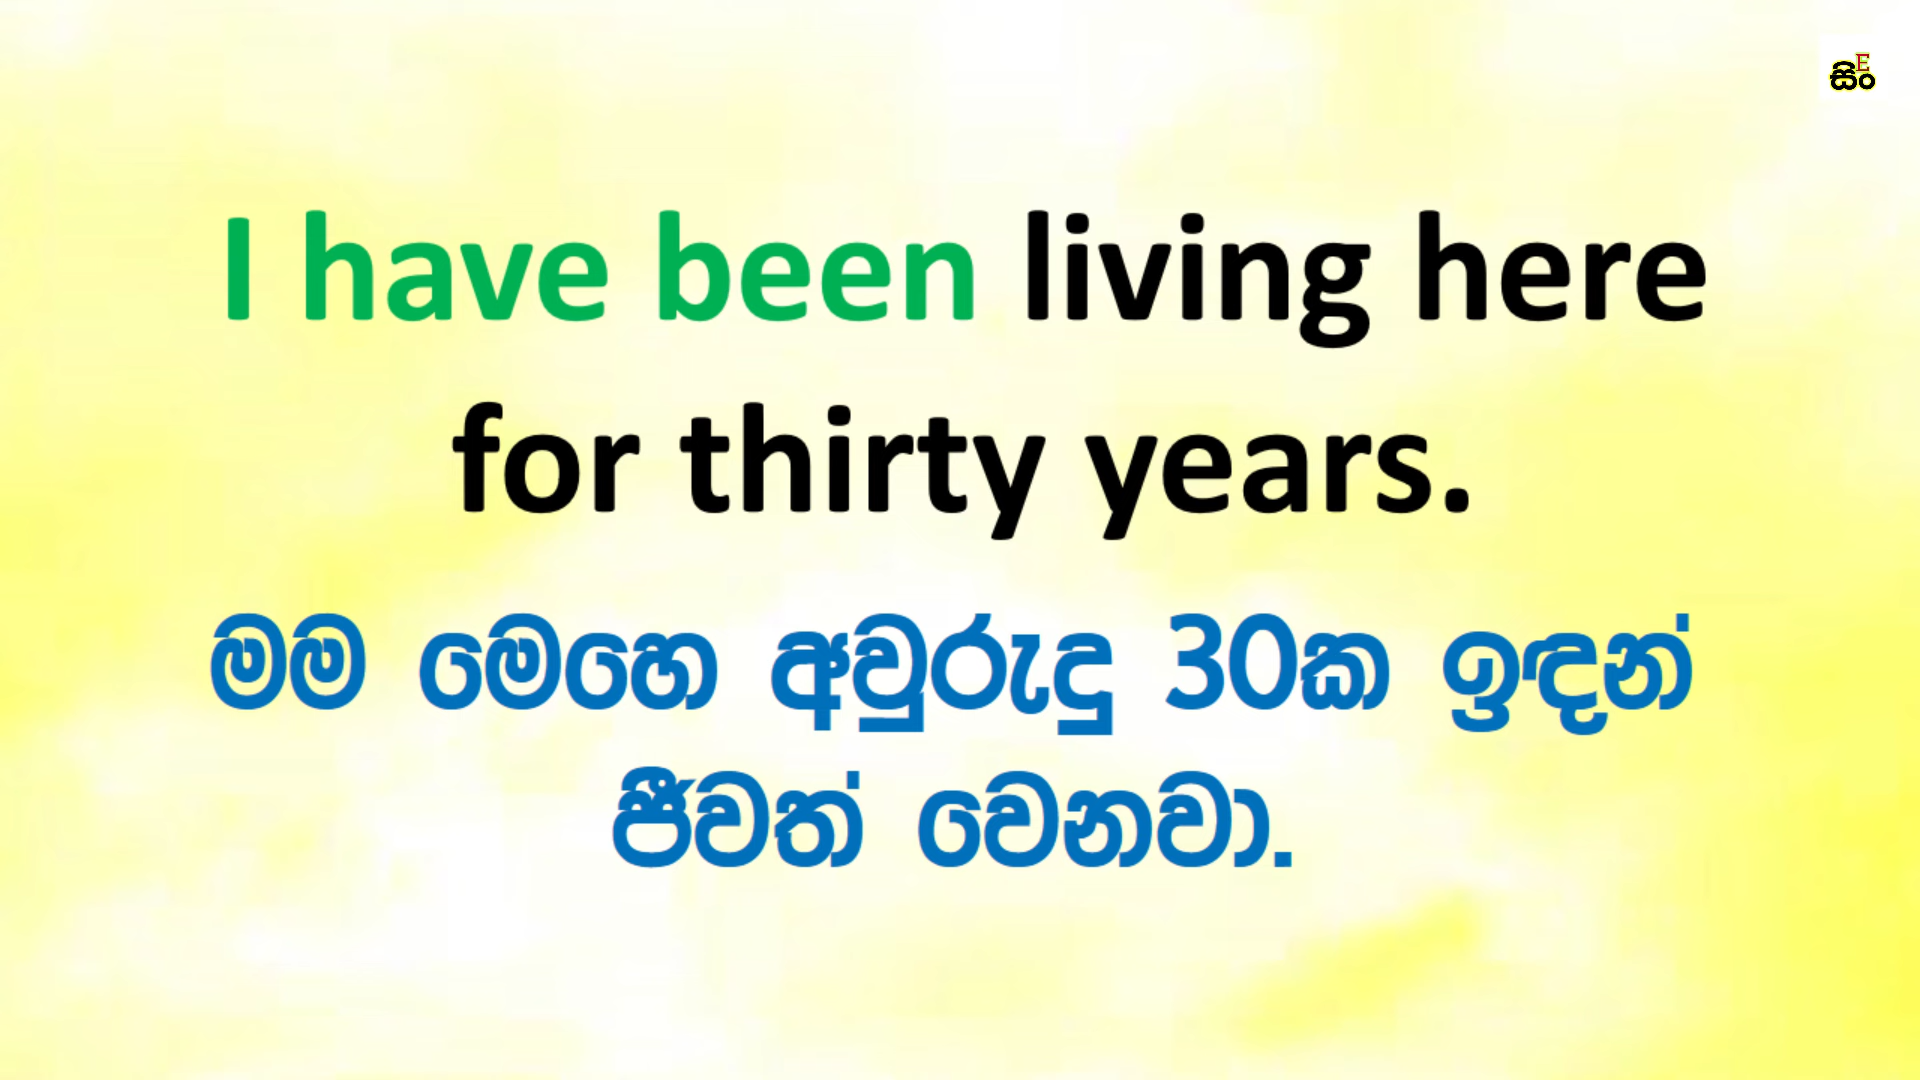 සිං E
I have been living here
for thirty years.
මම මෙහෙ අවුරුදු 30ක ඉඳන්
ජීවත් වෙනවා.